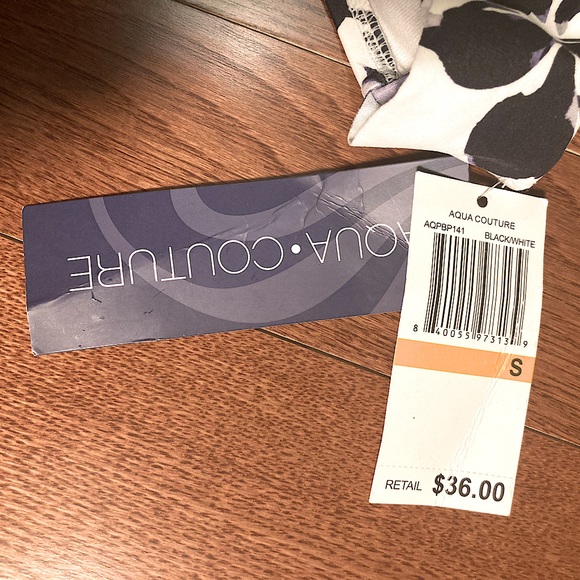 AQUA•COUTURE
AQUA COUTURE
AQPBP141 BLACK/WHITE
8 40055 97313 9
S
RETAIL $36.00